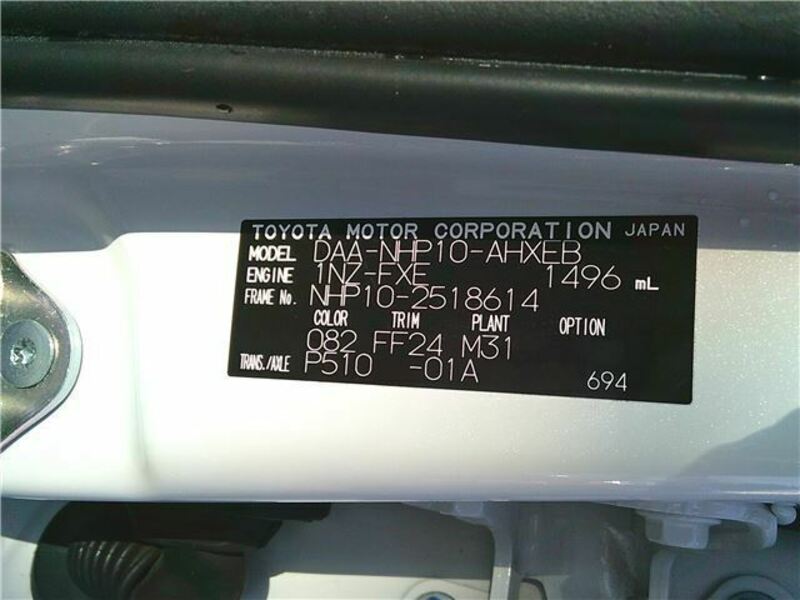 TOYOTA MOTOR CORPORATION JAPAN
MODEL DAA-NHP10-AHXEB
ENGINE 1NZ-FXE 1496 mL
FRAME No. NHP10-2518614
COLOR TRIM PLANT OPTION
082 FF24 M31
TRANS./AXLE P510 -01A
694